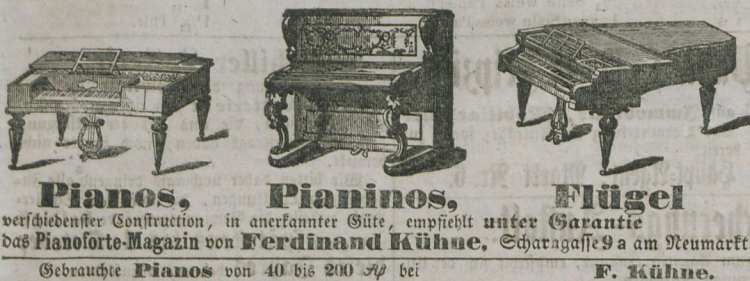 Pianos, Pianinos, Flügel
verschiedenster Construction, in anerkannter Güte, empfiehlt unter Garantie
das Pianoforte-Magazin von Ferdinand Kühne, Scharngasse 9a am Neumarkt
Gebrauchte Pianos von 40 bis 200 bei F. Kühne.